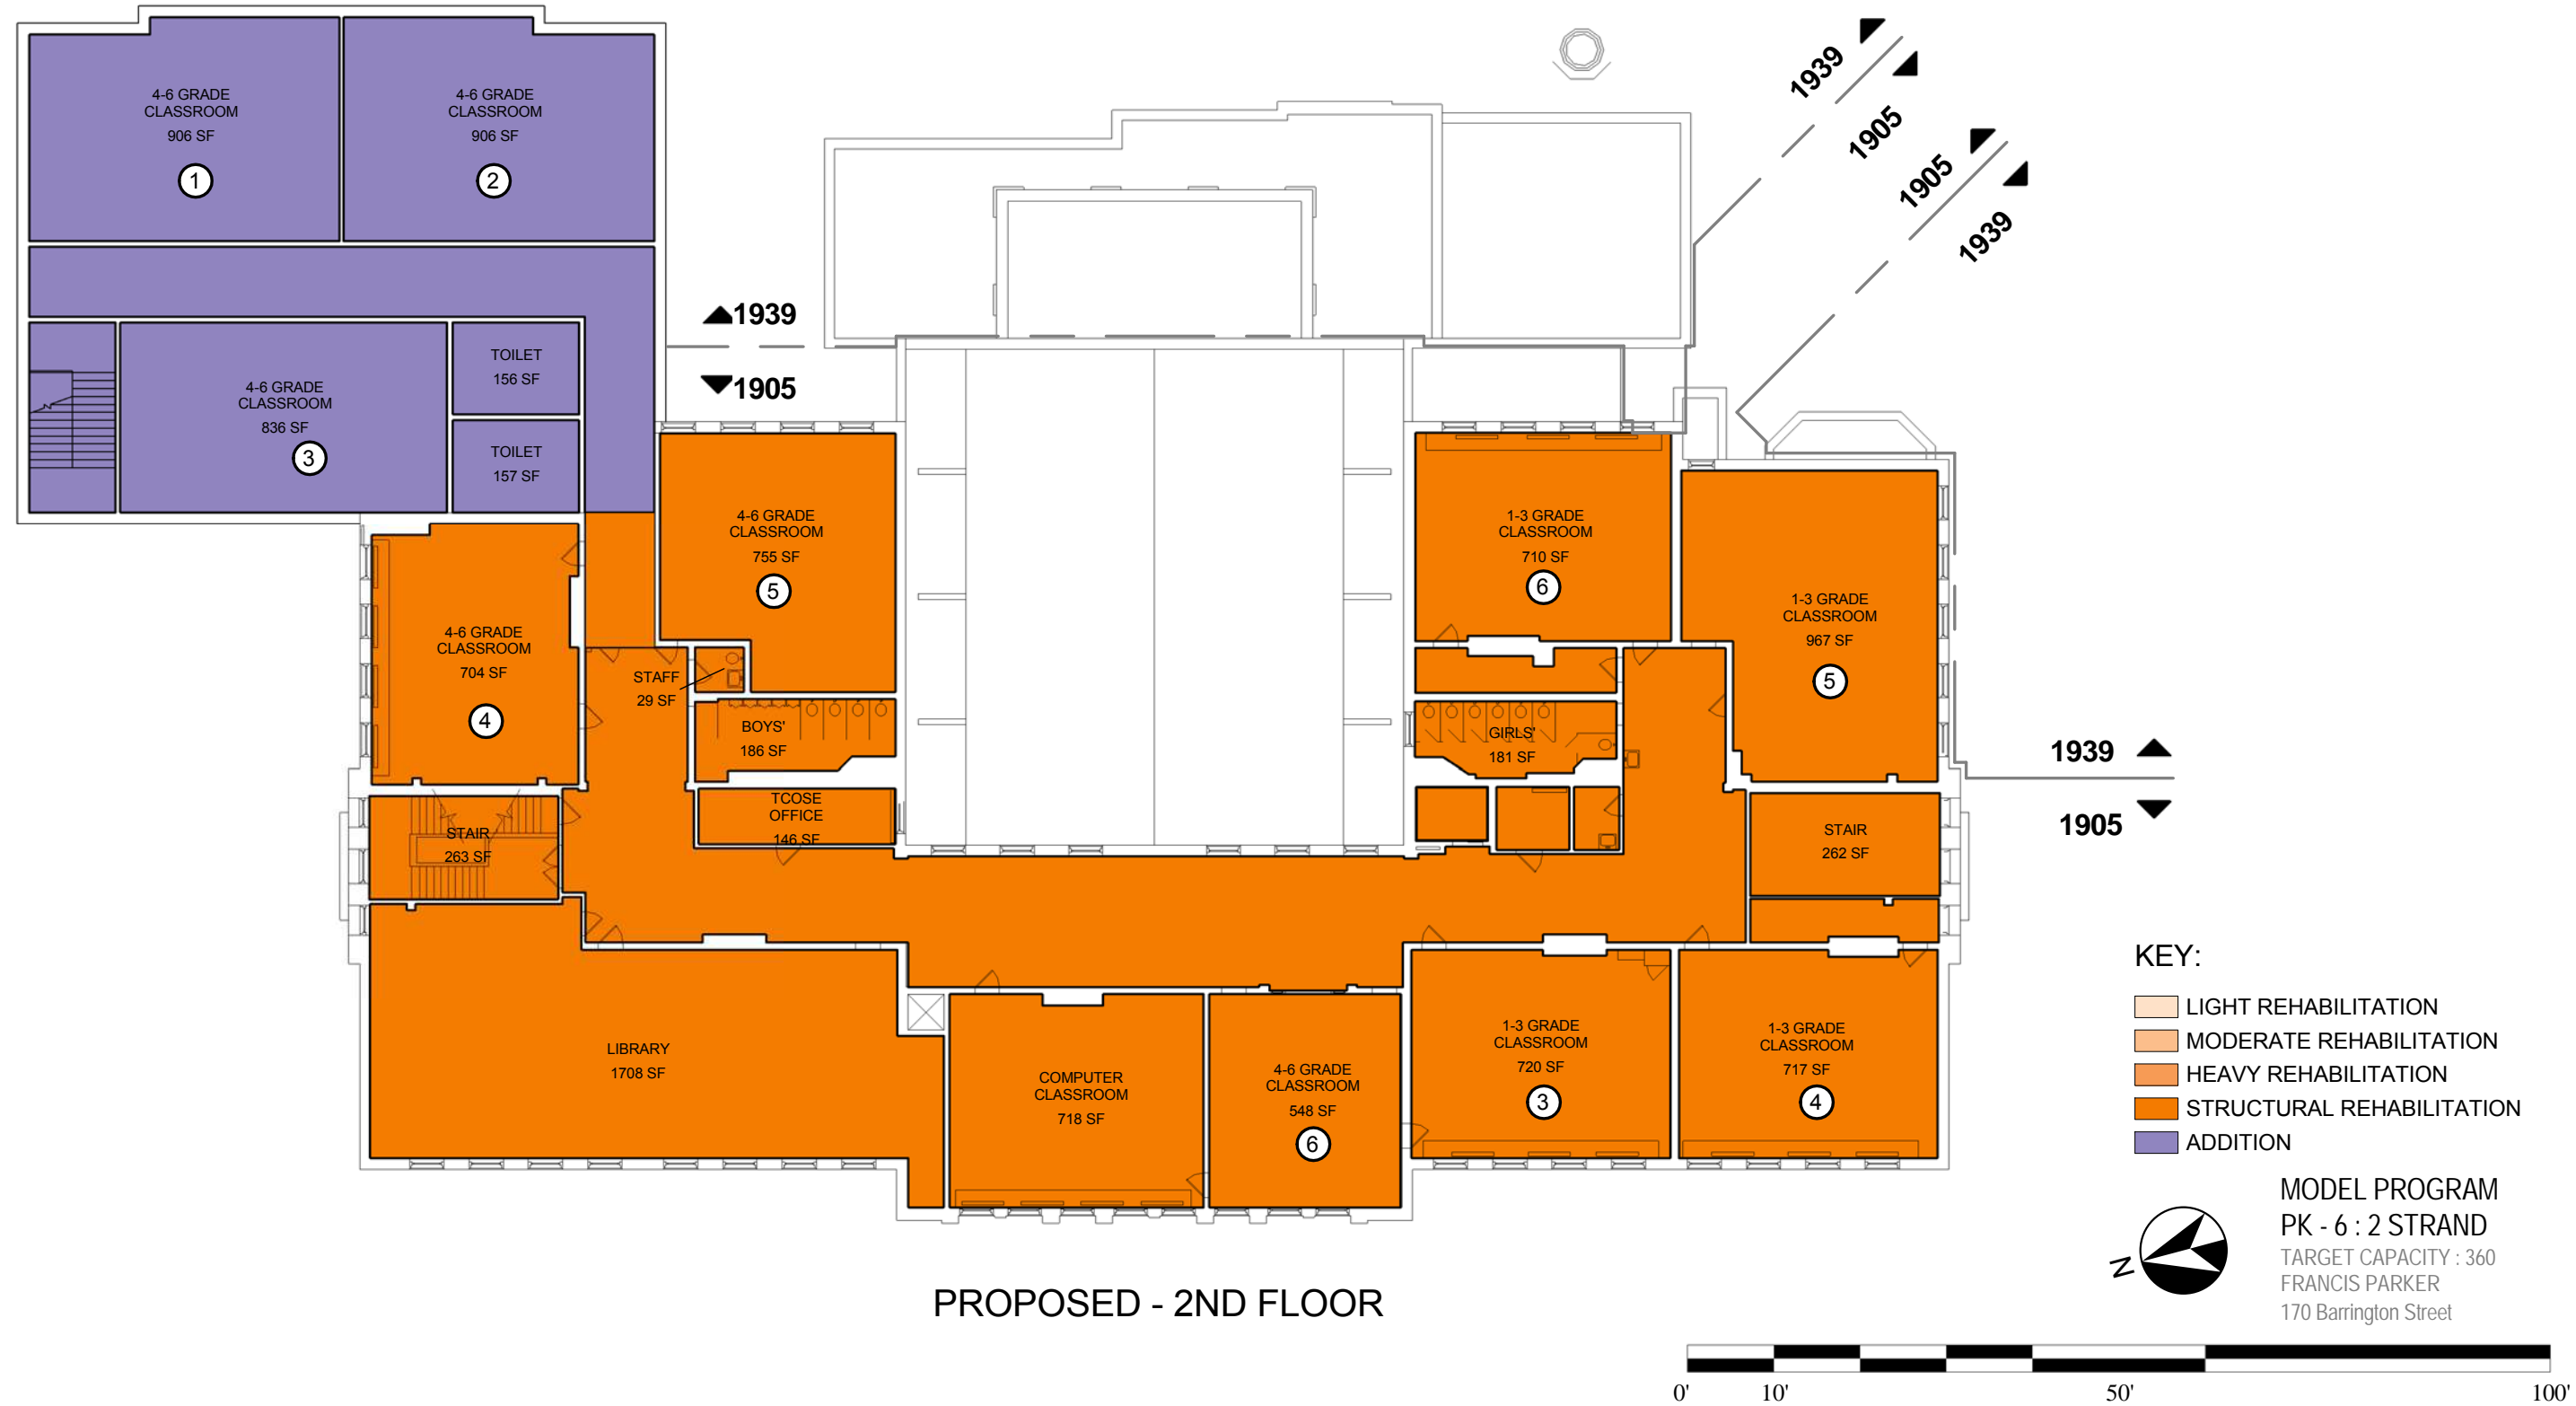 4-6 GRADE
CLASSROOM
906 SF
1
4-6 GRADE
CLASSROOM
906 SF
2
4-6 GRADE
CLASSROOM
836 SF
3
TOILET
156 SF
TOILET
157 SF
1939
1905
1939
1905
1905
1939
4-6 GRADE
CLASSROOM
755 SF
5
4-6 GRADE
CLASSROOM
704 SF
4
STAFF
29 SF
BOYS'
186 SF
TCOSE
OFFICE
146 SF
STAIR
263 SF
1-3 GRADE
CLASSROOM
710 SF
6
1-3 GRADE
CLASSROOM
967 SF
5
GIRLS'
181 SF
STAIR
262 SF
1939
1905
LIBRARY
1708 SF
COMPUTER
CLASSROOM
718 SF
4-6 GRADE
CLASSROOM
548 SF
6
1-3 GRADE
CLASSROOM
720 SF
3
1-3 GRADE
CLASSROOM
717 SF
4
KEY:
LIGHT REHABILITATION
MODERATE REHABILITATION
HEAVY REHABILITATION
STRUCTURAL REHABILITATION
ADDITION
N
MODEL PROGRAM
PK - 6 : 2 STRAND
TARGET CAPACITY : 360
FRANCIS PARKER
170 Barrington Street
PROPOSED - 2ND FLOOR
0' 10' 50' 100'